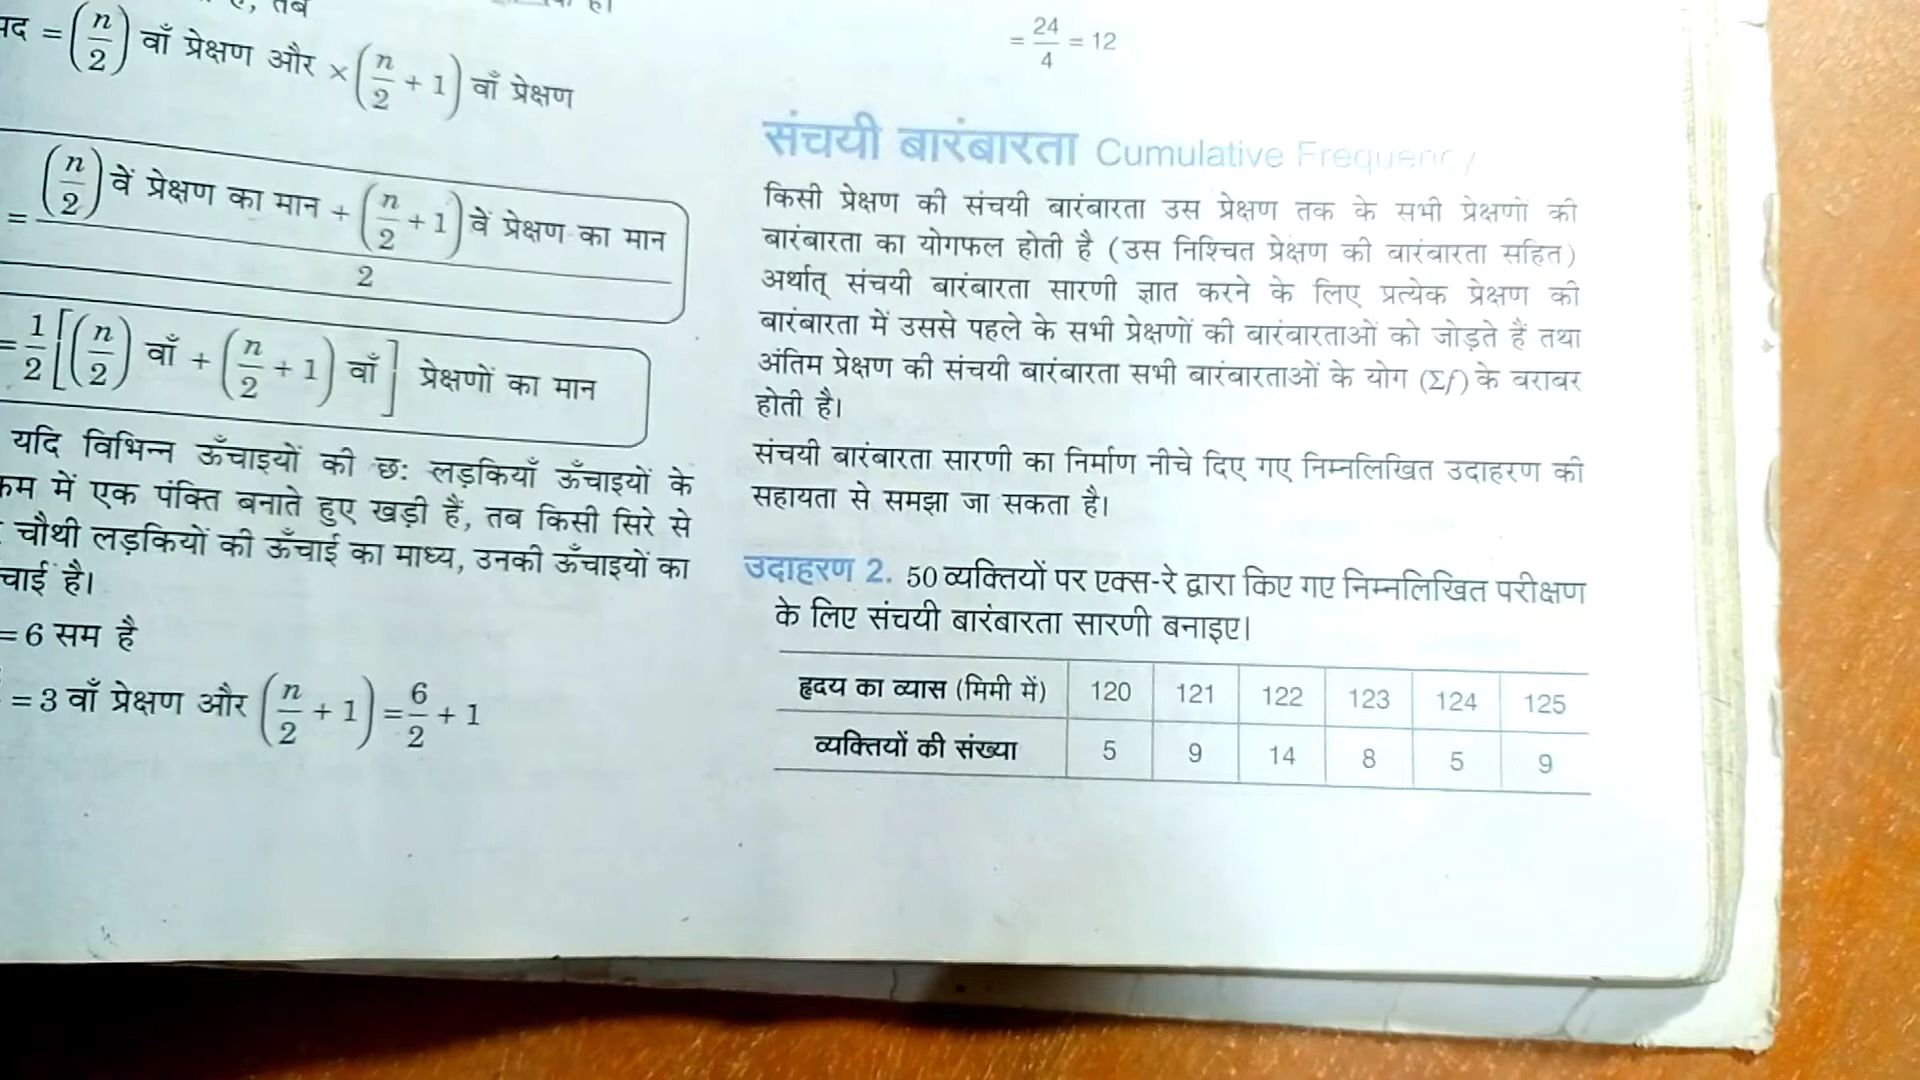 तब
पद = (n/2) वाँ प्रेक्षण और × (n/2 + 1) वाँ प्रेक्षण
= ((n/2) वें प्रेक्षण का मान + (n/2 + 1) वें प्रेक्षण का मान) / 2
= 1/2 [(n/2) वाँ + (n/2 + 1) वाँ] प्रेक्षणों का मान
यदि विभिन्न ऊँचाइयों की छ: लड़कियाँ ऊँचाइयों के
में एक पंक्ति बनाते हुए खड़ी हैं, तब किसी सिरे से
चौथी लड़कियों की ऊँचाई का माध्य, उनकी ऊँचाइयों का
चाई है।
= 6 सम है
= 3 वाँ प्रेक्षण और (n/2 + 1) = 6/2 + 1
= 24/4 = 12
संचयी बारंबारता Cumulative Frequency
किसी प्रेक्षण की संचयी बारंबारता उस प्रेक्षण तक के सभी प्रेक्षणों की
बारंबारता का योगफल होती है (उस निश्चित प्रेक्षण की बारंबारता सहित)
अर्थात् संचयी बारंबारता सारणी ज्ञात करने के लिए प्रत्येक प्रेक्षण की
बारंबारता में उससे पहले के सभी प्रेक्षणों की बारंबारताओं को जोड़ते हैं तथा
अंतिम प्रेक्षण की संचयी बारंबारता सभी बारंबारताओं के योग (Σf) के बराबर
होती है।
संचयी बारंबारता सारणी का निर्माण नीचे दिए गए निम्नलिखित उदाहरण की
सहायता से समझा जा सकता है।
उदाहरण 2. 50 व्यक्तियों पर एक्स-रे द्वारा किए गए निम्नलिखित परीक्षण
के लिए संचयी बारंबारता सारणी बनाइए।
हृदय का व्यास (मिमी में) 120 121 122 123 124 125
व्यक्तियों की संख्या 5 9 14 8 5 9